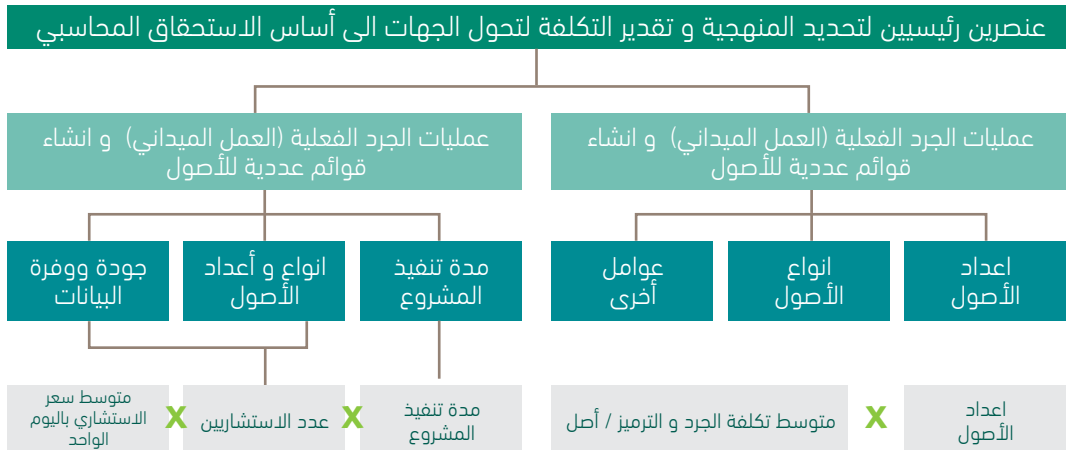 عنصرين رئيسيين لتحديد المنهجية و تقدير التكلفة لتحول الجهات الى أساس الاستحقاق المحاسبي
عمليات الجرد الفعلية (العمل الميداني) و انشاء
قوائم عددية للأصول
عمليات الجرد الفعلية (العمل الميداني) و انشاء
قوائم عددية للأصول
اعداد
الأصول
انواع
الأصول
عوامل
أخرى
مدة تنفيذ
المشروع
انواع و أعداد
الأصول
جودة ووفرة
البيانات
اعداد
الأصول
X
متوسط تكلفة الجرد و الترميز / أصل
مدة تنفيذ
المشروع
X
عدد الاستشاريين
X
متوسط سعر
الاستشاري باليوم
الواحد